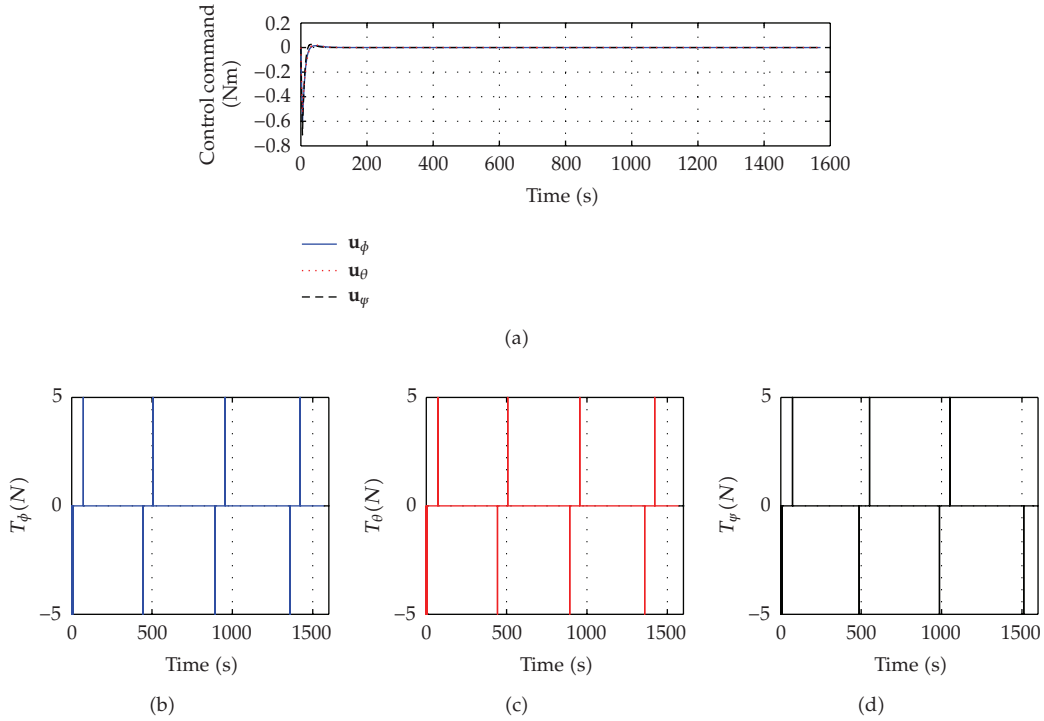 0.2
0
−0.2
−0.4
−0.6
−0.8
Control command
(Nm)
0 200 400 600 800 1000 1200 1400 1600
Time (s)
u_ϕ
u_θ
u_ψ
(a)
5
0
−5
T_ϕ(N)
0 500 1000 1500
Time (s)
(b)
5
0
−5
T_θ(N)
0 500 1000 1500
Time (s)
(c)
5
0
−5
T_ψ(N)
0 500 1000 1500
Time (s)
(d)